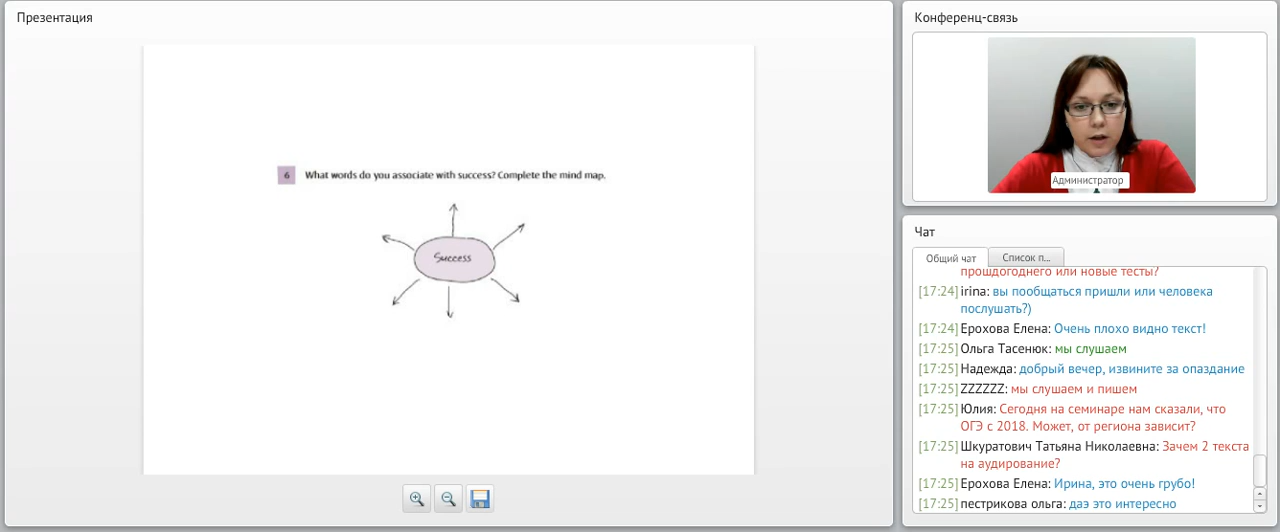 Презентация
6 What words do you associate with success? Complete the mind map.
Success
Конференц-связь
Администратор
Чат
Общий чат
Список п...
прошдогоднего или новые тесты?
[17:24] irina: вы пообщаться пришли или человека
послушать?)
[17:24] Ерохова Елена: Очень плохо видно текст!
[17:25] Ольга Тасенюк: мы слушаем
[17:25] Надежда: добрый вечер, извините за опаздание
[17:25] ZZZZZZ: мы слушаем и пишем
[17:25] Юлия: Сегодня на семинаре нам сказали, что
ОГЭ с 2018. Может, от региона зависит?
[17:25] Шкуратович Татьяна Николаевна: Зачем 2 текста
на аудирование?
[17:25] Ерохова Елена: Ирина, это очень грубо!
[17:25] пестрикова ольга: даэ это интересно